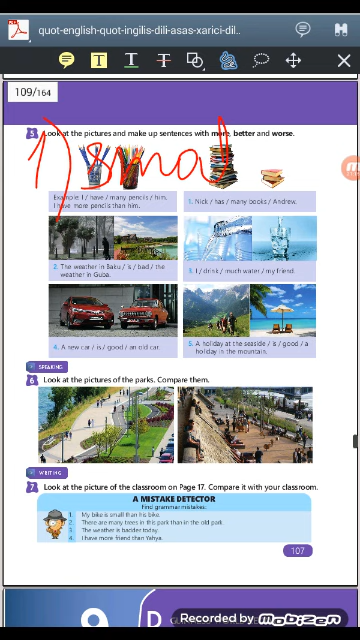 quot-english-quot-ingilis-dili-asas-xarici-dil..
109/164
5 Look at the pictures and make up sentences with more, better and worse.
1) smal
Example: I / have / many pencils / him.
I have more pencils than him.
1. Nick / has / many books / Andrew.
2. The weather in Baku / is / bad / the
weather in Guba.
3. I / drink / much water / my friend.
4. A new car / is / good / an old car.
5. A holiday at the seaside / is / good / a
holiday in the mountain.
SPEAKING
6 Look at the pictures of the parks. Compare them.
WRITING
7 Look at the picture of the classroom on Page 17. Compare it with your classroom.
A MISTAKE DETECTOR
Find grammar mistakes:
1. My bike is small than his bike.
2. There are many trees in this park than in the old park.
3. The weather is badder today.
4. I have more friend than Yahya.
107
Recorded by MOBIZEN